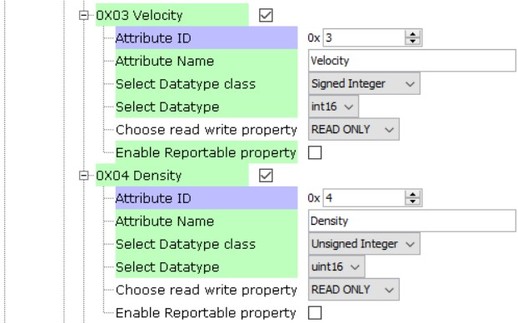 0X03 Velocity
Attribute ID 0x 3
Attribute Name Velocity
Select Datatype class Signed Integer
Select Datatype int16
Choose read write property READ ONLY
Enable Reportable property
0X04 Density
Attribute ID 0x 4
Attribute Name Density
Select Datatype class Unsigned Integer
Select Datatype uint16
Choose read write property READ ONLY
Enable Reportable property